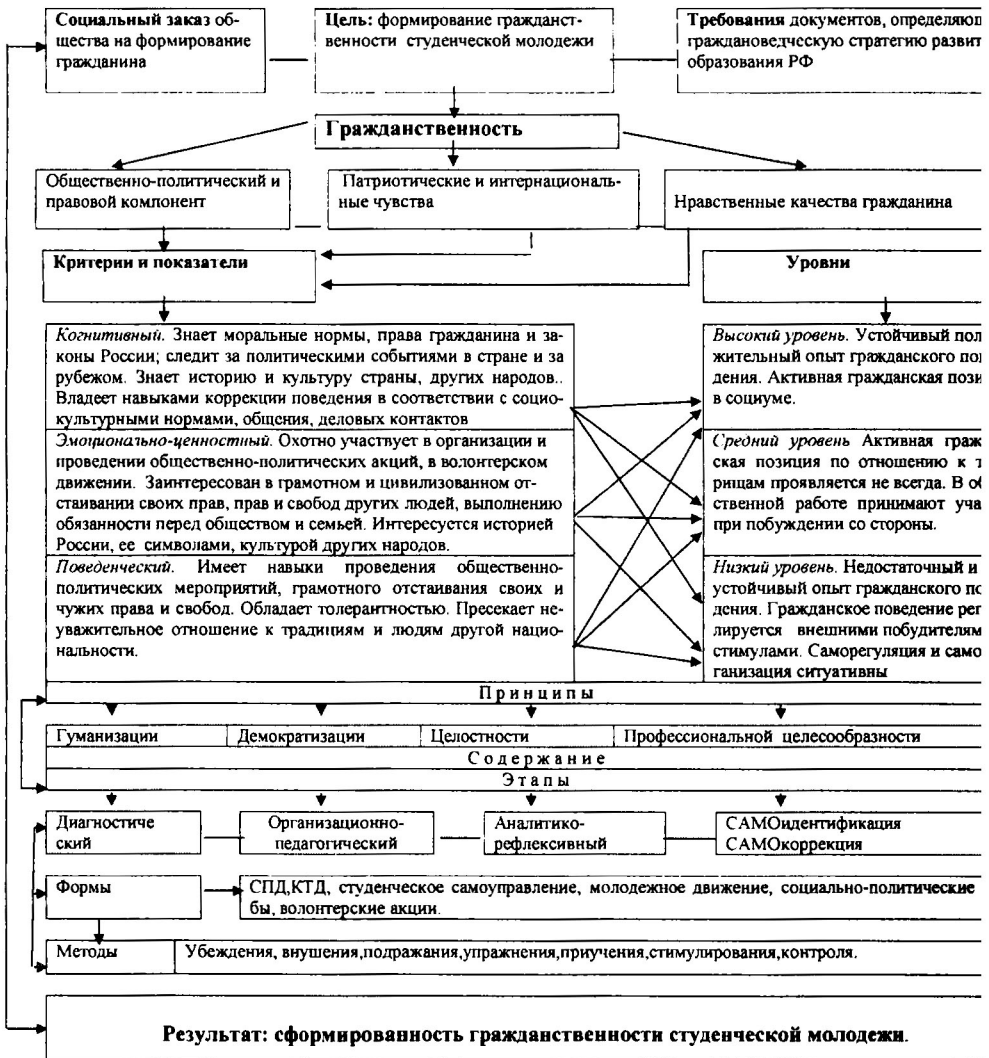 Социальный заказ об-
щества на формирование
гражданина
Цель: формирование гражданст-
венности студенческой молодежи
Требования документов, определяющ
граждановедческую стратегию развит
образования РФ
Гражданственность
Общественно-политический и
правовой компонент
Патриотические и интернациональ-
ные чувства
Нравственные качества гражданина
Критерии и показатели
Уровни
Когнитивный. Знает моральные нормы, права гражданина и за-
коны России; следит за политическими событиями в стране и за
рубежом. Знает историю и культуру страны, других народов..
Владеет навыками коррекции поведения в соответствии с социо-
культурными нормами, общения, деловых контактов
Эмоционально-ценностный. Охотно участвует в организации и
проведении общественно-политических акций, в волонтерском
движении. Заинтересован в грамотном и цивилизованном от-
стаивании своих прав, прав и свобод других людей, выполнению
обязанности перед обществом и семьей. Интересуется историей
России, ее символами, культурой других народов.
Поведенческий. Имеет навыки проведения общественно-
политических мероприятий, грамотного отстаивания своих и
чужих права и свобод. Обладает толерантностью. Пресекает не-
уважительное отношение к традициям и людям другой нацио-
нальности.
Высокий уровень. Устойчивый пол
жительный опыт гражданского по
дения. Активная гражданская пози
в социуме.
Средний уровень Активная граж
ская позиция по отношению к т
рищам проявляется не всегда. В об
ственной работе принимают уча
при побуждении со стороны.
Низкий уровень. Недостаточный и
устойчивый опыт гражданского по
дения. Гражданское поведение рег
лируется внешними побудителям
стимулами. Саморегуляция и само
ганизация ситуативны
Принципы
Гуманизации
Демократизации
Целостности
Профессиональной целесообразности
Содержание
Этапы
Диагностиче
ский
Организационно-
педагогический
Аналитико-
рефлексивный
САМОидентификация
САМОкоррекция
Формы
СПД,КТД, студенческое самоуправление, молодежное движение, социально-политические
бы, волонтерские акции.
Методы
Убеждения, внушения,подражания,упражнения,приучения,стимулирования,контроля.
Результат: сформированность гражданственности студенческой молодежи.